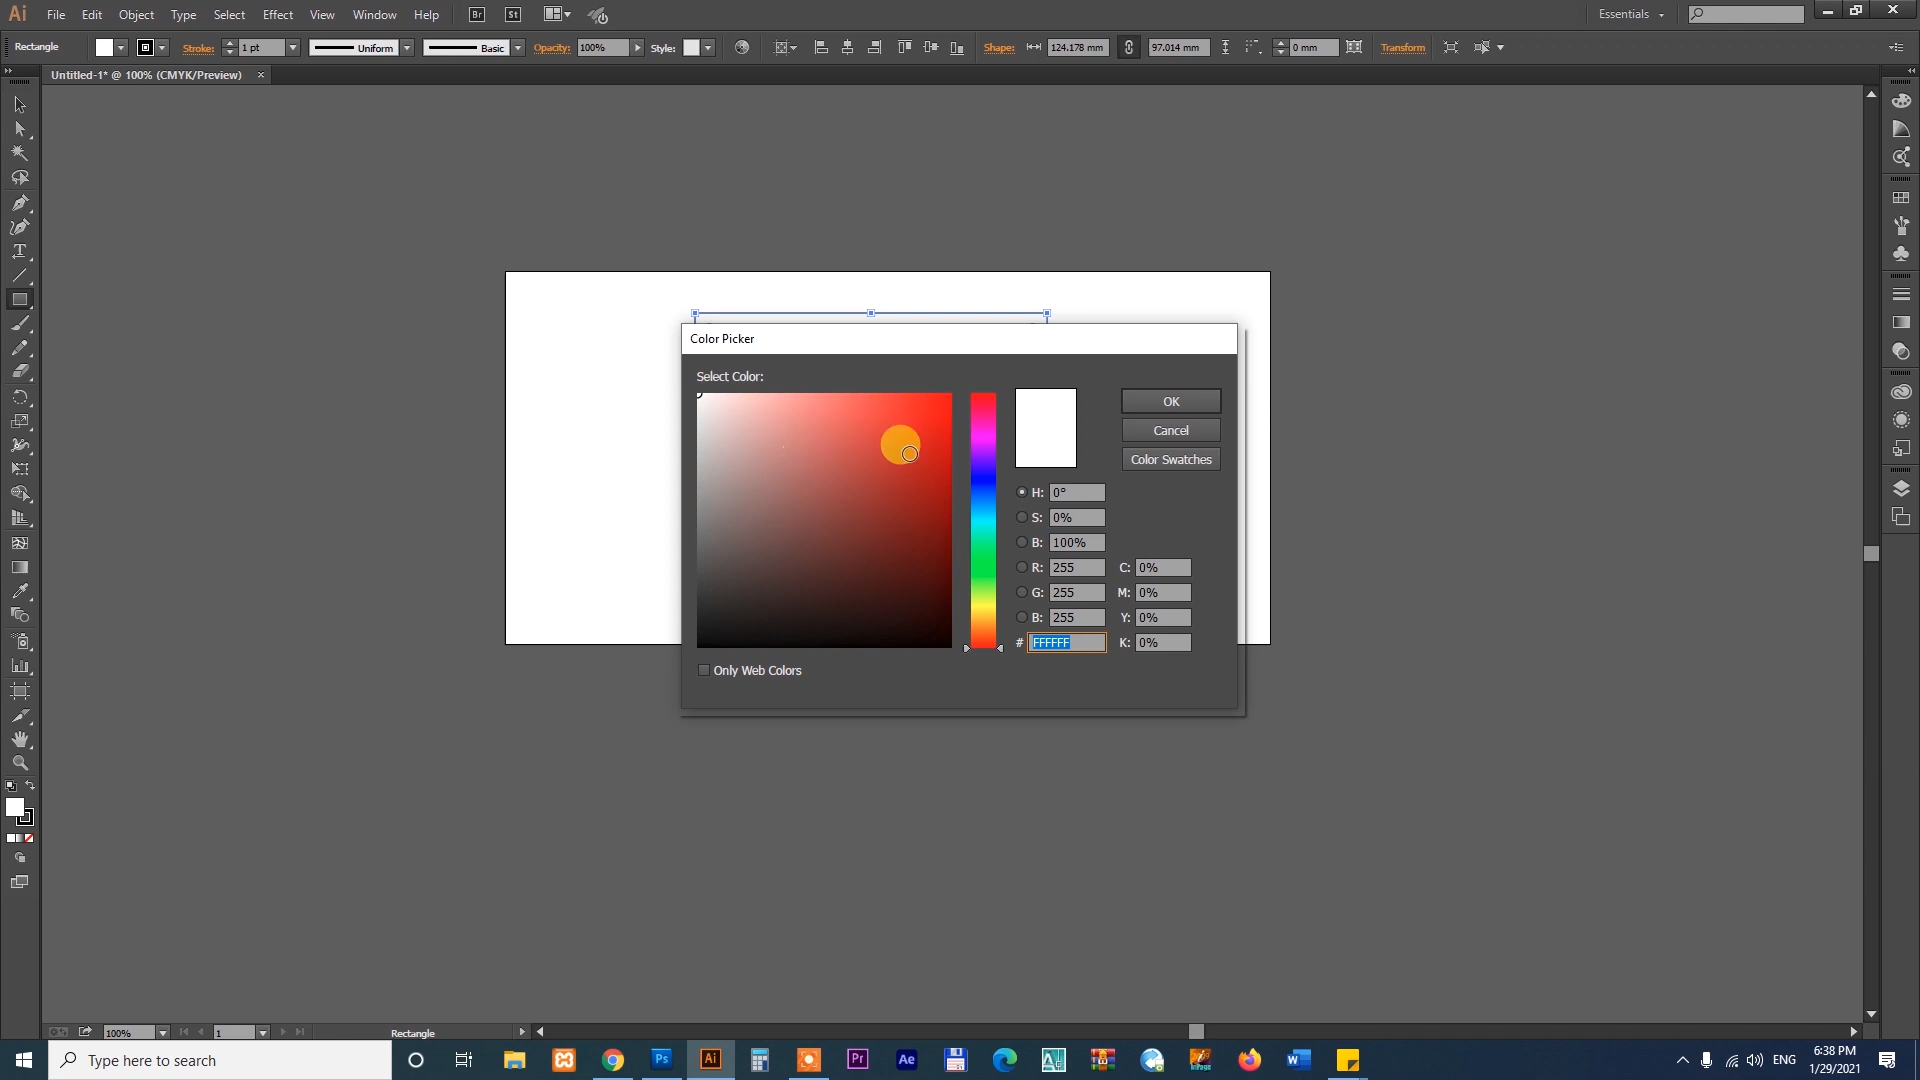 Ai File Edit Object Type Select Effect View Window Help Br St Essentials
Rectangle Stroke: 1 pt Uniform Basic Opacity: 100% Style: Shape: 124.178 mm 97.014 mm 0 mm Transform
Untitled-1* @ 100% (CMYK/Preview) ×
Color Picker
Select Color:
OK
Cancel
Color Swatches
H: 0°
S: 0%
B: 100%
R: 255 C: 0%
G: 255 M: 0%
B: 255 Y: 0%
# FFFFFF K: 0%
Only Web Colors
100% 1 Rectangle
Type here to search
Ps Ai Pr Ae
ENG
6:38 PM
1/29/2021